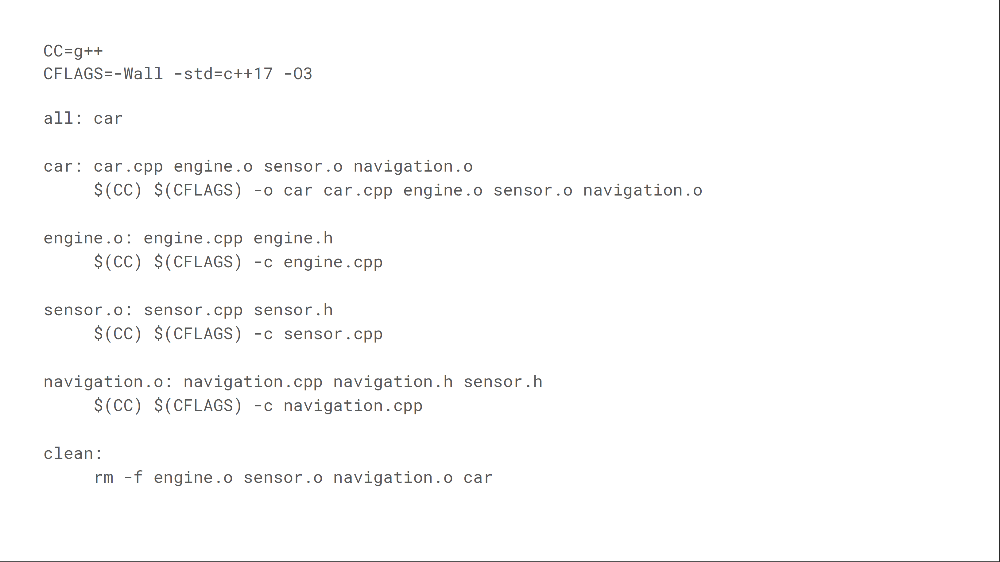 CC=g++
CFLAGS=-Wall -std=c++17 -O3
all: car
car: car.cpp engine.o sensor.o navigation.o
$(CC) $(CFLAGS) -o car car.cpp engine.o sensor.o navigation.o
engine.o: engine.cpp engine.h
$(CC) $(CFLAGS) -c engine.cpp
sensor.o: sensor.cpp sensor.h
$(CC) $(CFLAGS) -c sensor.cpp
navigation.o: navigation.cpp navigation.h sensor.h
$(CC) $(CFLAGS) -c navigation.cpp
clean:
rm -f engine.o sensor.o navigation.o car